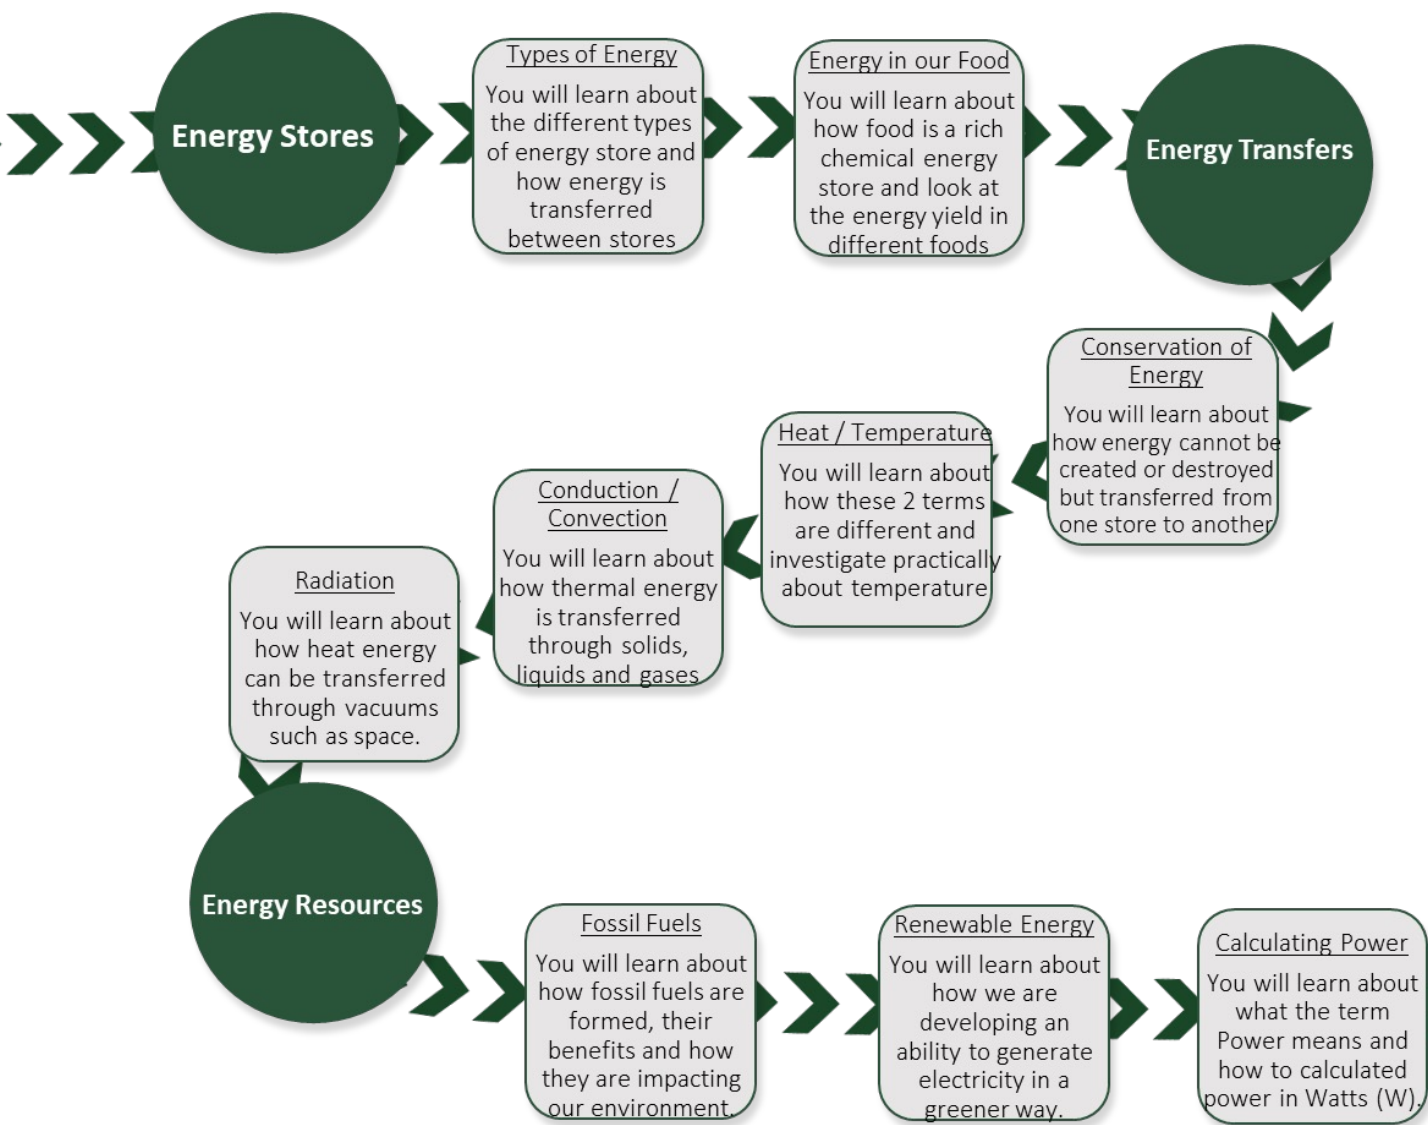 Energy Stores
Types of Energy
You will learn about
the different types
of energy store and
how energy is
transferred
between stores
Energy in our Food
You will learn about
how food is a rich
chemical energy
store and look at
the energy yield in
different foods
Energy Transfers
Conservation of
Energy
You will learn about
how energy cannot be
created or destroyed
but transferred from
one store to another
Heat / Temperature
You will learn about
how these 2 terms
are different and
investigate practically
about temperature
Conduction /
Convection
You will learn about
how thermal energy
is transferred
through solids,
liquids and gases
Radiation
You will learn about
how heat energy
can be transferred
through vacuums
such as space.
Energy Resources
Fossil Fuels
You will learn about
how fossil fuels are
formed, their
benefits and how
they are impacting
our environment.
Renewable Energy
You will learn about
how we are
developing an
ability to generate
electricity in a
greener way.
Calculating Power
You will learn about
what the term
Power means and
how to calculated
power in Watts (W).